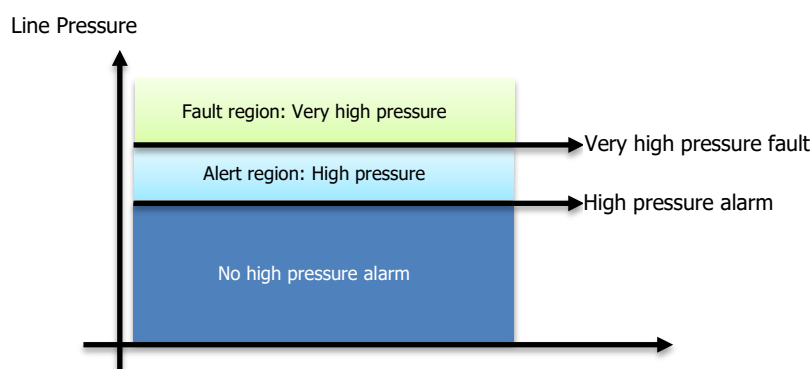 Line Pressure
Fault region: Very high pressure
Very high pressure fault
Alert region: High pressure
High pressure alarm
No high pressure alarm